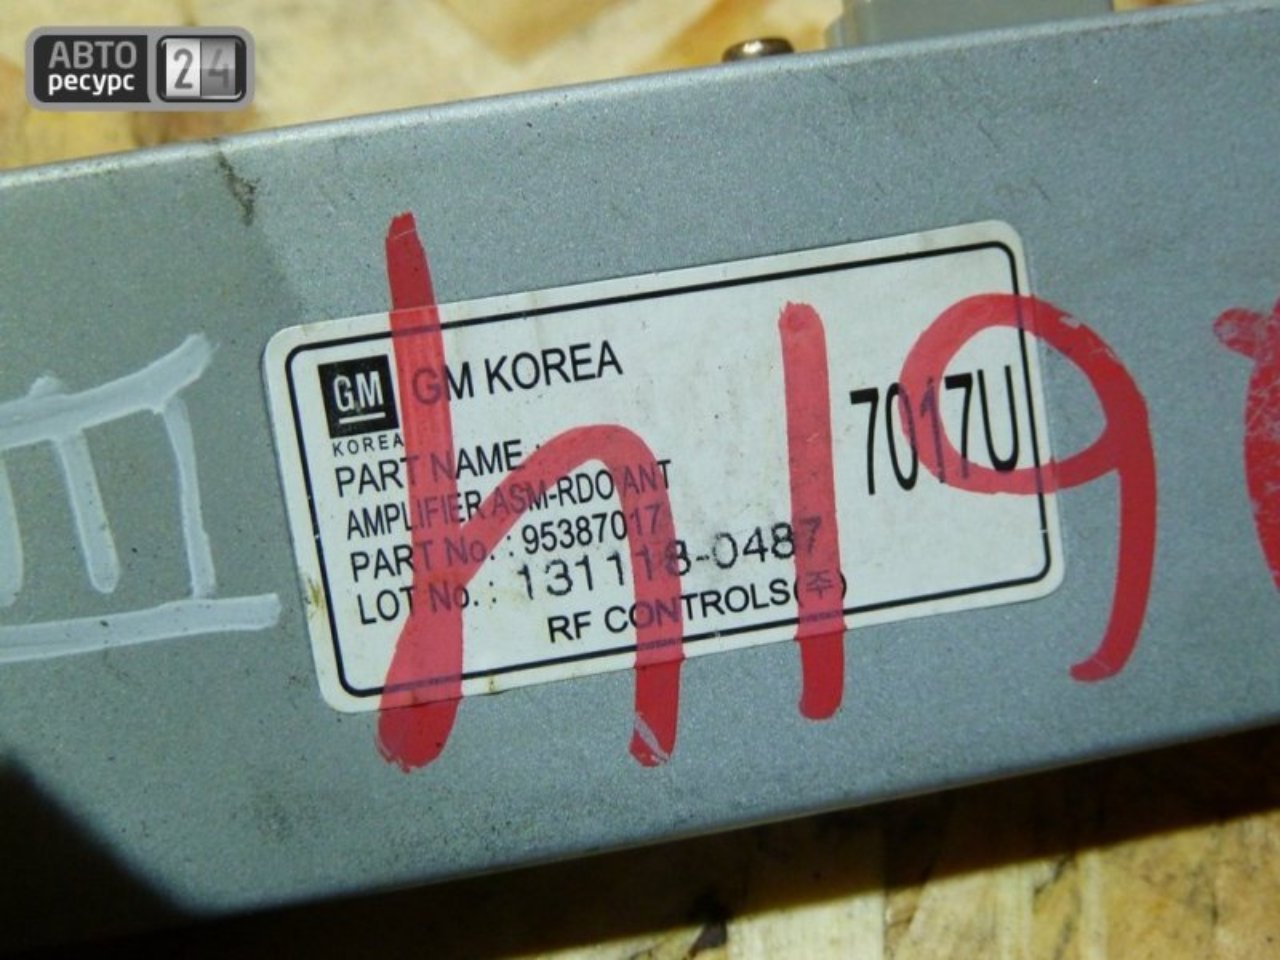 АВТО
ресурс 24
GM
KOREA
GM KOREA
7017U
PART NAME :
AMPLIFIER ASM-RDO ANT
PART No. : 95387017
LOT No. : 131118-0487
RF CONTROLS(주)
h19